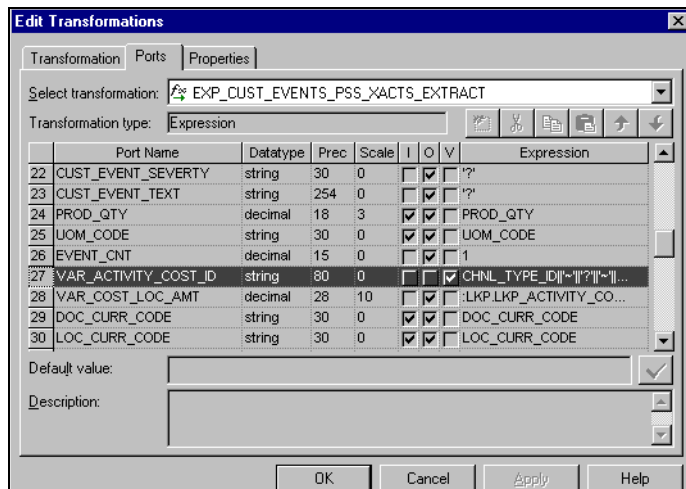 Edit Transformations
Transformation Ports Properties
Select transformation: EXP_CUST_EVENTS_PSS_XACTS_EXTRACT
Transformation type: Expression
Port Name Datatype Prec Scale I O V Expression
22 CUST_EVENT_SEVERTY string 30 0 '?'
23 CUST_EVENT_TEXT string 254 0 '?'
24 PROD_QTY decimal 18 3 PROD_QTY
25 UOM_CODE string 30 0 UOM_CODE
26 EVENT_CNT decimal 15 0 1
27 VAR_ACTIVITY_COST_ID string 80 0 CHNL_TYPE_ID||'~'||'?'||'~'||...
28 VAR_COST_LOC_AMT decimal 28 10 :LKP.LKP_ACTIVITY_CO...
29 DOC_CURR_CODE string 30 0 DOC_CURR_CODE
30 LOC_CURR_CODE string 30 0 LOC_CURR_CODE
Default value:
Description:
OK Cancel Apply Help